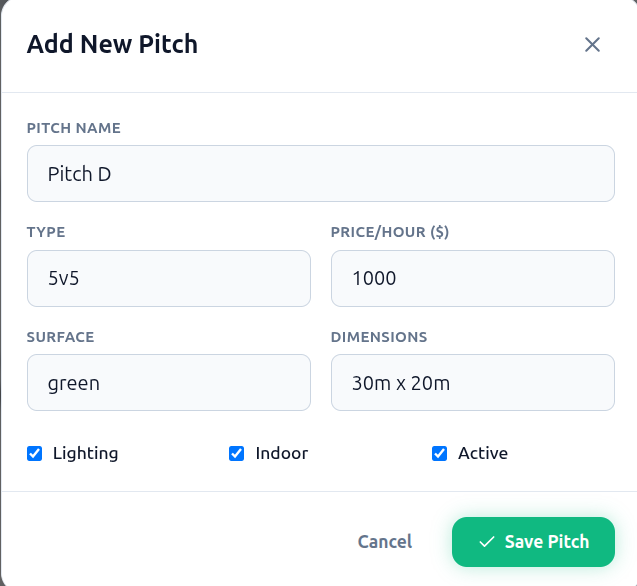 Add New Pitch
PITCH NAME
Pitch D
TYPE
PRICE/HOUR ($)
5v5
1000
SURFACE
DIMENSIONS
green
30m x 20m
Lighting
Indoor
Active
Cancel
Save Pitch